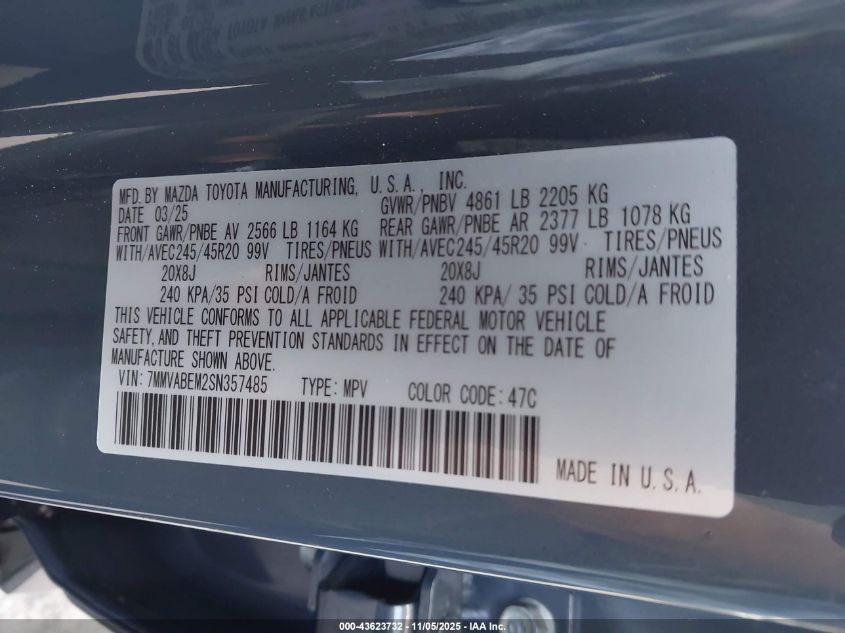 MFD. BY MAZDA TOYOTA MANUFACTURING, U.S.A., INC.
DATE 03/25 GVWR/PNBV 4861 LB 2205 KG
FRONT GAWR/PNBE AV 2566 LB 1164 KG REAR GAWR/PNBE AR 2377 LB 1078 KG
WITH/AVEC245/45R20 99V TIRES/PNEUS WITH/AVEC245/45R20 99V TIRES/PNEUS
20X8J RIMS/JANTES 20X8J RIMS/JANTES
240 KPA/35 PSI COLD/A FROID 240 KPA/ 35 PSI COLD/A FROID
THIS VEHICLE CONFORMS TO ALL APPLICABLE FEDERAL MOTOR VEHICLE
SAFETY, AND THEFT PREVENTION STANDARDS IN EFFECT ON THE DATE OF
MANUFACTURE SHOWN ABOVE.
VIN: 7MMVABEM2SN357485 TYPE: MPV COLOR CODE: 47C
MADE IN U.S.A.
000-43623732 - 11/05/2025 - IAA Inc.